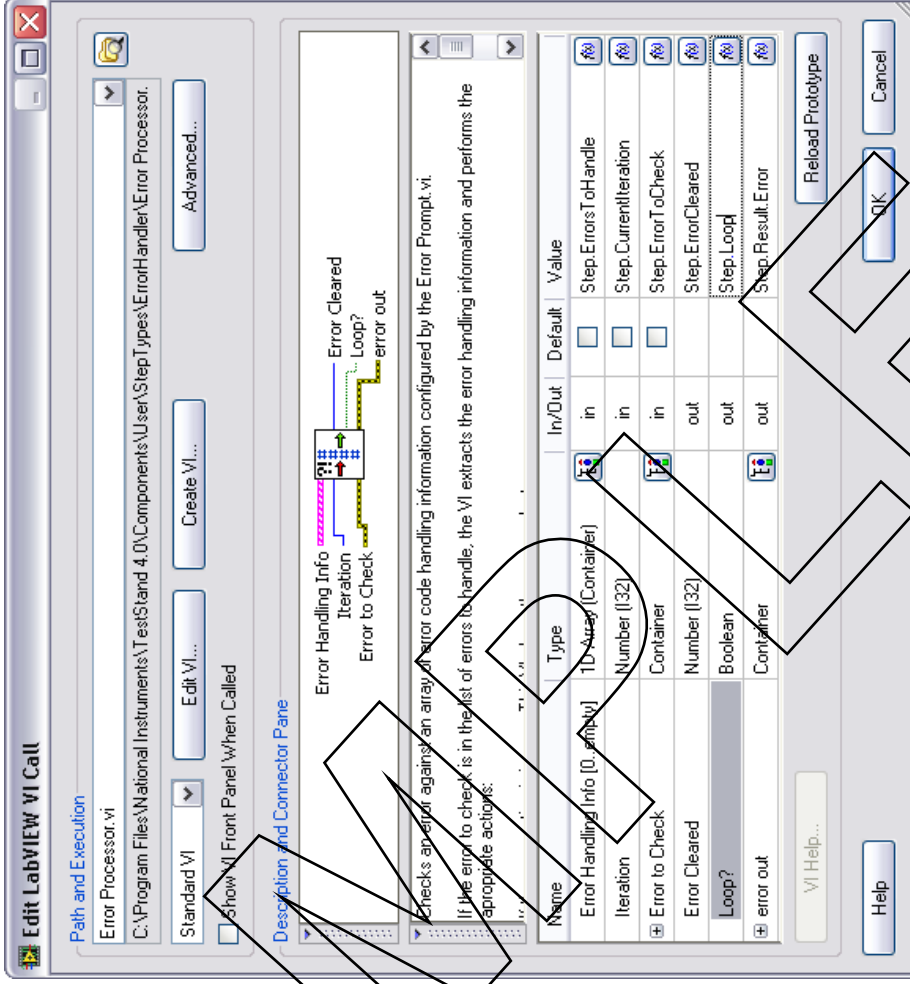 Edit LabVIEW VI Call
Path and Execution
Error Processor.vi
C:\Program Files\National Instruments\TestStand 4.0\Components\User\StepTypes\ErrorHandler\Error Processor.
Standard VI Edit VI... Create VI... Advanced...
Show VI Front Panel When Called
Description and Connector Pane
Error Handling Info
Iteration
Error to Check
Error Cleared
Loop?
error out
Checks an error against an array of error code handling information configured by the Error Prompt.vi.
If the error to check is in the list of errors to handle, the VI extracts the error handling information and performs the
apropriate actions:
Name Type In/Out Default Value
Error Handling Info [0..empty] 1D Array (Container) in Step.ErrorsToHandle
Iteration Number (I32) in Step.CurrentIteration
Error to Check Container in Step.ErrorToCheck
Error Cleared Number (I32) out Step.ErrorCleared
Loop? Boolean out Step.Loop
error out Container out Step.Result.Error
VI Help... Reload Prototype
Help OK Cancel